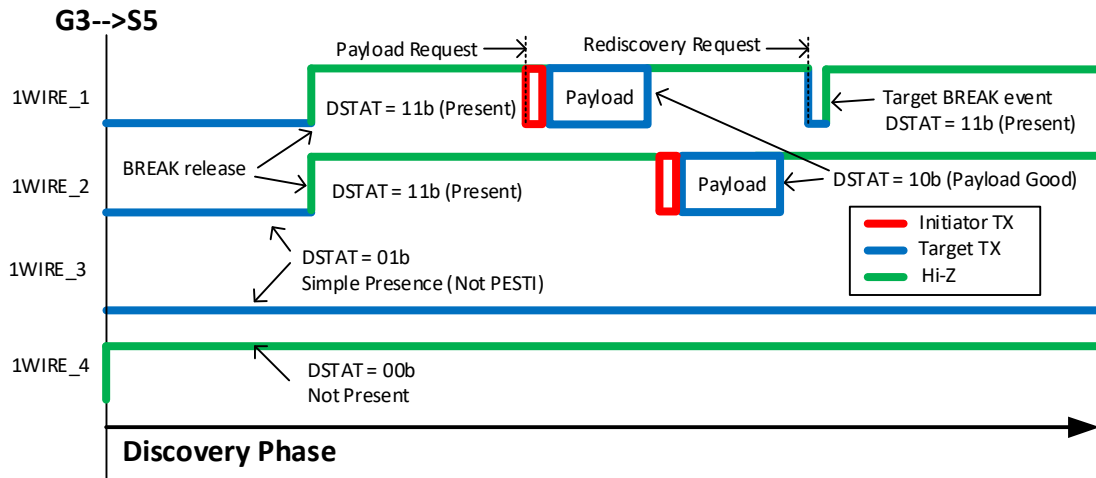 G3-->S5
Payload Request
Rediscovery Request
1WIRE_1
DSTAT = 11b (Present)
Payload
Target BREAK event
DSTAT = 11b (Present)
BREAK release
1WIRE_2
DSTAT = 11b (Present)
Payload
DSTAT = 10b (Payload Good)
Initiator TX
Target TX
Hi-Z
1WIRE_3
DSTAT = 01b
Simple Presence (Not PESTI)
1WIRE_4
DSTAT = 00b
Not Present
Discovery Phase